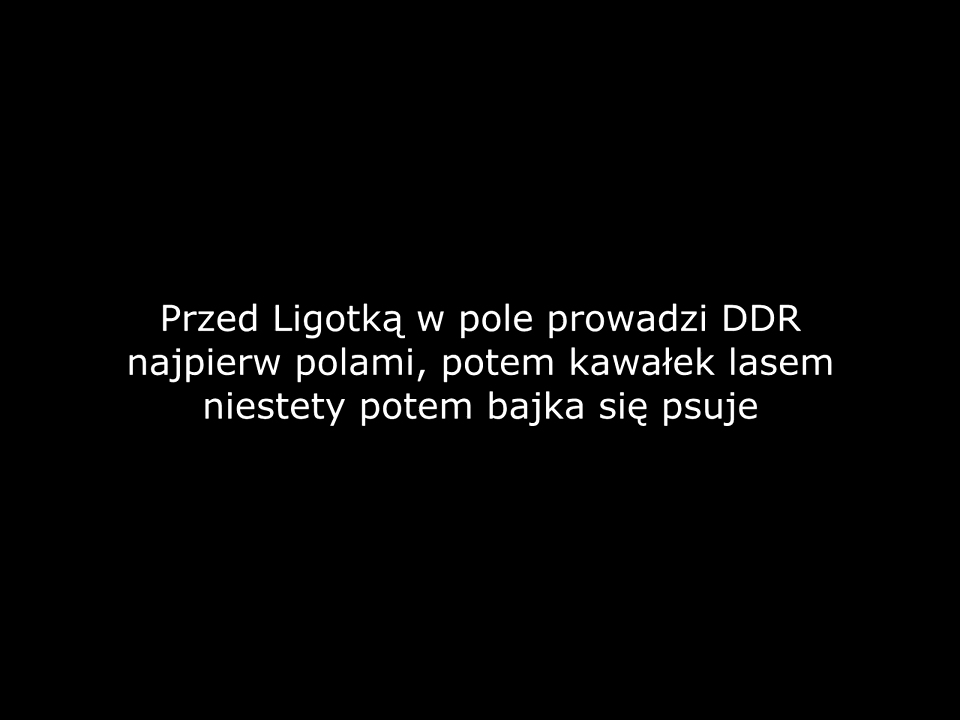 Przed Ligotką w pole prowadzi DDR
najpierw polami, potem kawałek lasem
niestety potem bajka się psuje